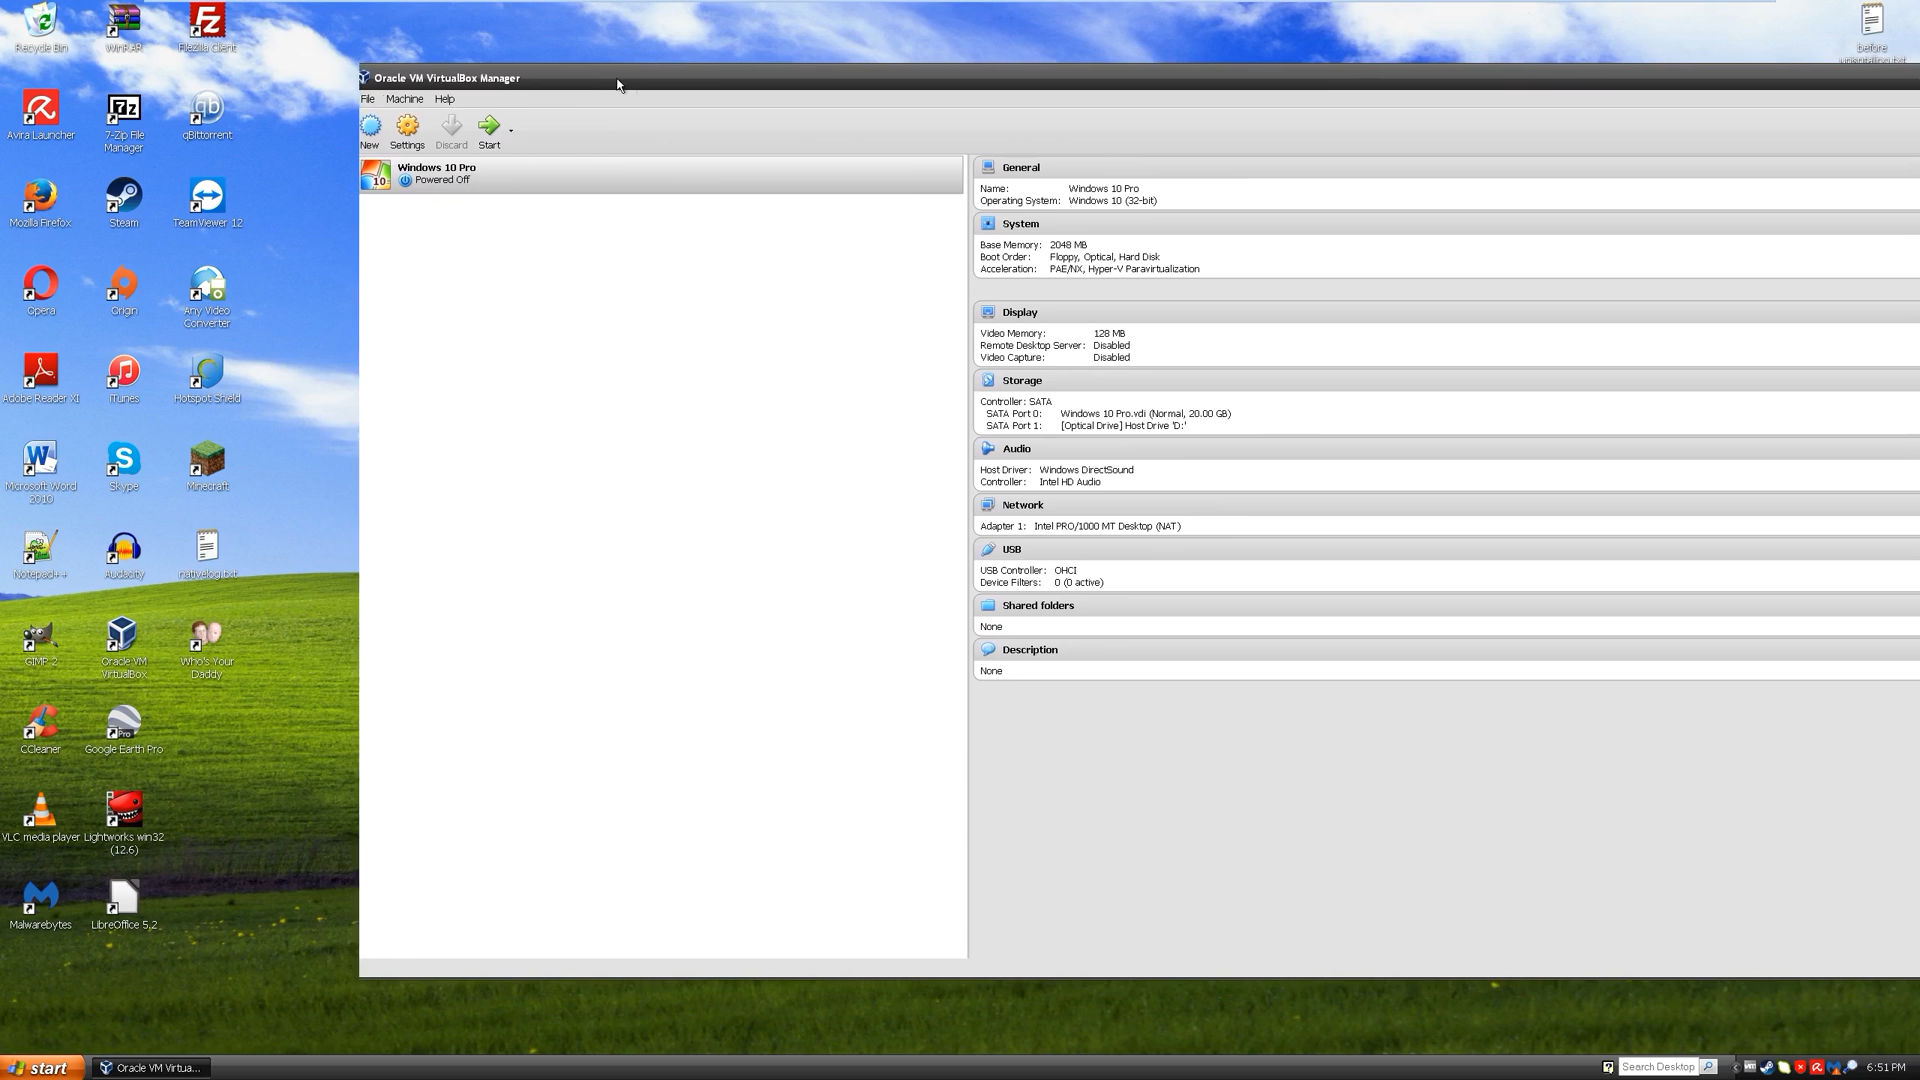 Recycle Bin
WinRAR
Filezilla Client
before
Avira Launcher
7-Zip File
Manager
qBittorrent
Mozilla Firefox
Steam
TeamViewer 12
Opera
Origin
Any Video
Converter
Adobe Reader XI
iTunes
Hotspot Shield
Microsoft Word
2010
Skype
Minecraft
Notepad++
Audacity
nativelog.txt
GIMP 2
Oracle VM
VirtualBox
Who's Your
Daddy
CCleaner
Google Earth Pro
VLC media player
Lightworks win32
(12.6)
Malwarebytes
LibreOffice 5.2
Oracle VM VirtualBox Manager
File Machine Help
New Settings Discard Start
Windows 10 Pro
Powered Off
General
Name: Windows 10 Pro
Operating System: Windows 10 (32-bit)
System
Base Memory: 2048 MB
Boot Order: Floppy, Optical, Hard Disk
Acceleration: PAE/NX, Hyper-V Paravirtualization
Display
Video Memory: 128 MB
Remote Desktop Server: Disabled
Video Capture: Disabled
Storage
Controller: SATA
SATA Port 0: Windows 10 Pro.vdi (Normal, 20.00 GB)
SATA Port 1: [Optical Drive] Host Drive 'D:'
Audio
Host Driver: Windows DirectSound
Controller: Intel HD Audio
Network
Adapter 1: Intel PRO/1000 MT Desktop (NAT)
USB
USB Controller: OHCI
Device Filters: 0 (0 active)
Shared folders
None
Description
None
start
Oracle VM Virtua...
Search Desktop
6:51 PM